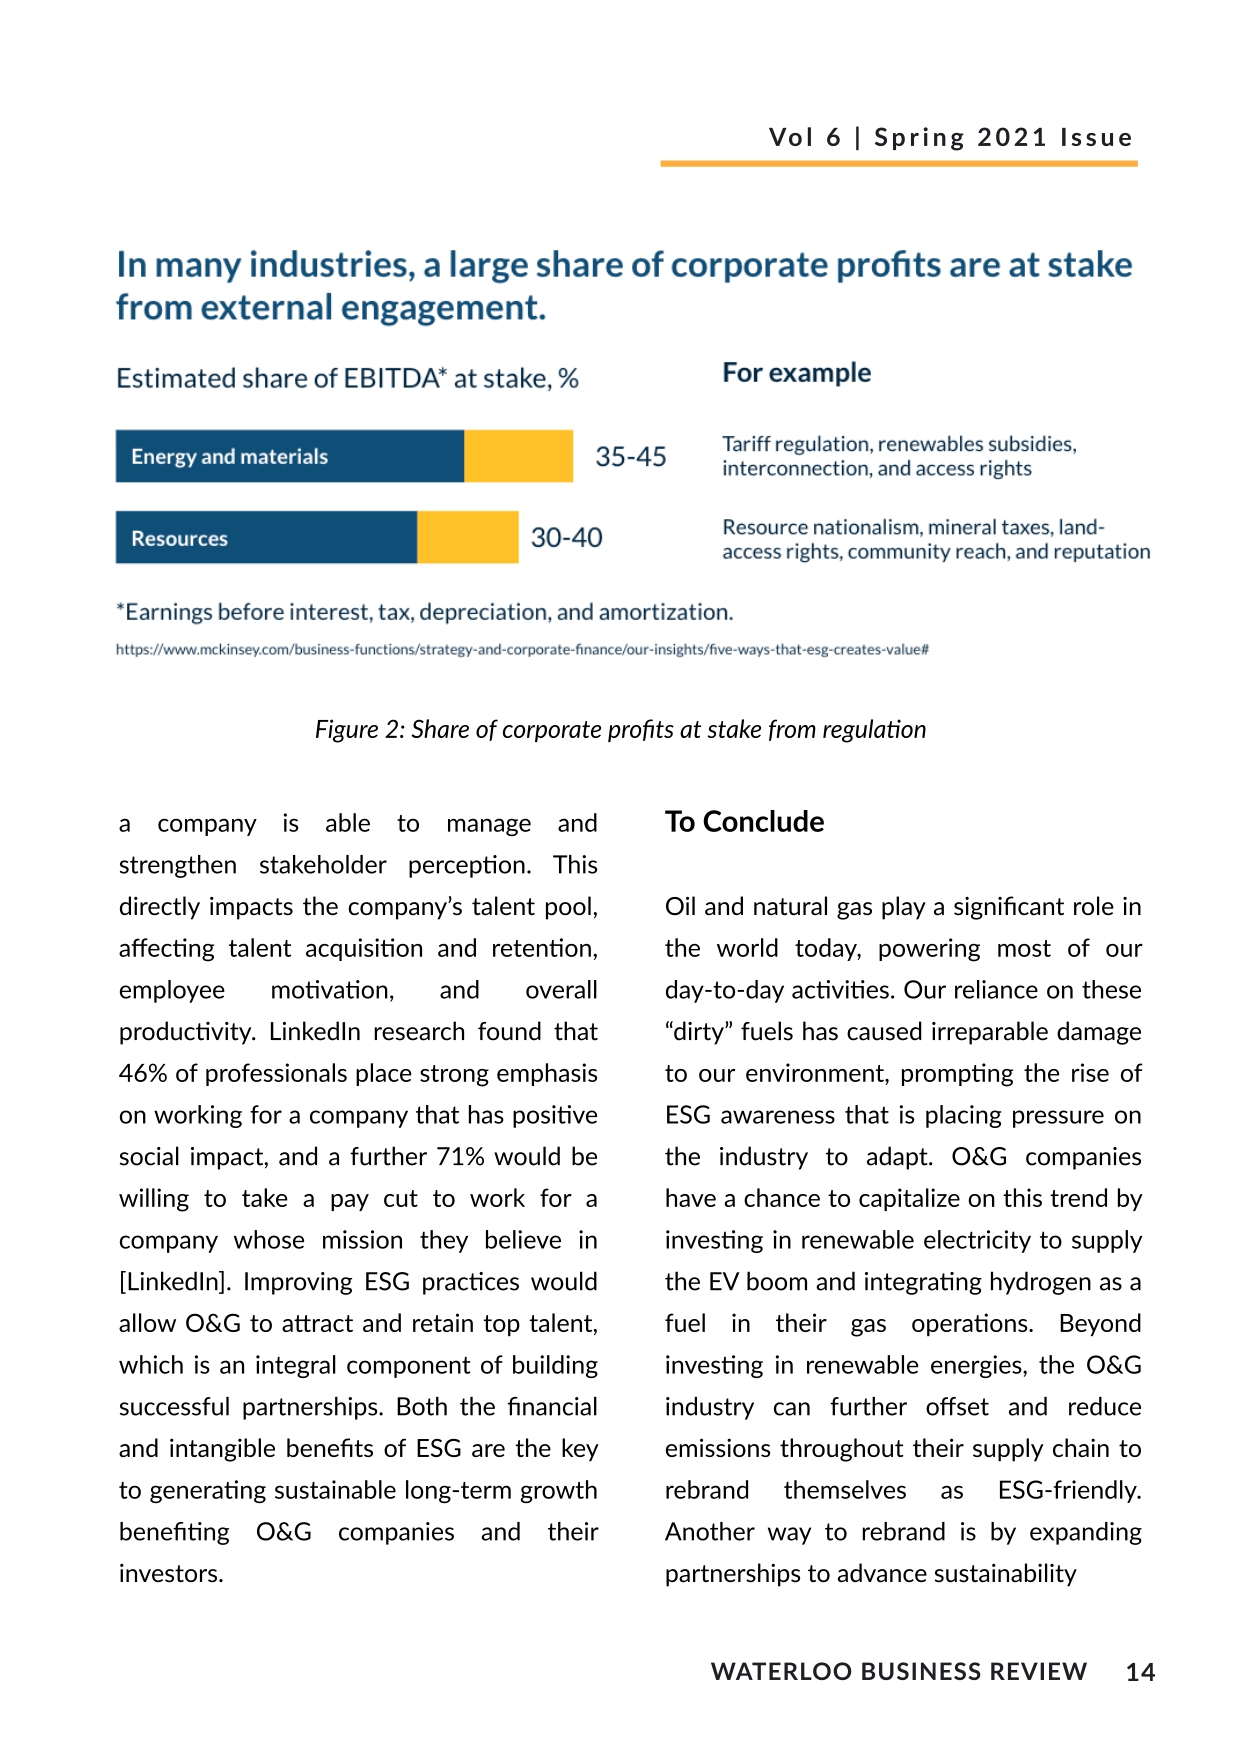 Vol 6 | Spring 2021 Issue
In many industries, a large share of corporate profits are at stake
from external engagement.
Estimated share of EBITDA* at stake, %
For example
Energy and materials
35-45
Tariff regulation, renewables subsidies,
interconnection, and access rights
Resources
30-40
Resource nationalism, mineral taxes, land-
access rights, community reach, and reputation
*Earnings before interest, tax, depreciation, and amortization.
https://www.mckinsey.com/business-functions/strategy-and-corporate-finance/our-insights/five-ways-that-esg-creates-value#
Figure 2: Share of corporate profits at stake from regulation
a company is able to manage and
strengthen stakeholder perception. This
directly impacts the company’s talent pool,
affecting talent acquisition and retention,
employee motivation, and overall
productivity. LinkedIn research found that
46% of professionals place strong emphasis
on working for a company that has positive
social impact, and a further 71% would be
willing to take a pay cut to work for a
company whose mission they believe in
[LinkedIn]. Improving ESG practices would
allow O&G to attract and retain top talent,
which is an integral component of building
successful partnerships. Both the financial
and intangible benefits of ESG are the key
to generating sustainable long-term growth
benefiting O&G companies and their
investors.
To Conclude
Oil and natural gas play a significant role in
the world today, powering most of our
day-to-day activities. Our reliance on these
“dirty” fuels has caused irreparable damage
to our environment, prompting the rise of
ESG awareness that is placing pressure on
the industry to adapt. O&G companies
have a chance to capitalize on this trend by
investing in renewable electricity to supply
the EV boom and integrating hydrogen as a
fuel in their gas operations. Beyond
investing in renewable energies, the O&G
industry can further offset and reduce
emissions throughout their supply chain to
rebrand themselves as ESG-friendly.
Another way to rebrand is by expanding
partnerships to advance sustainability
WATERLOO BUSINESS REVIEW 14